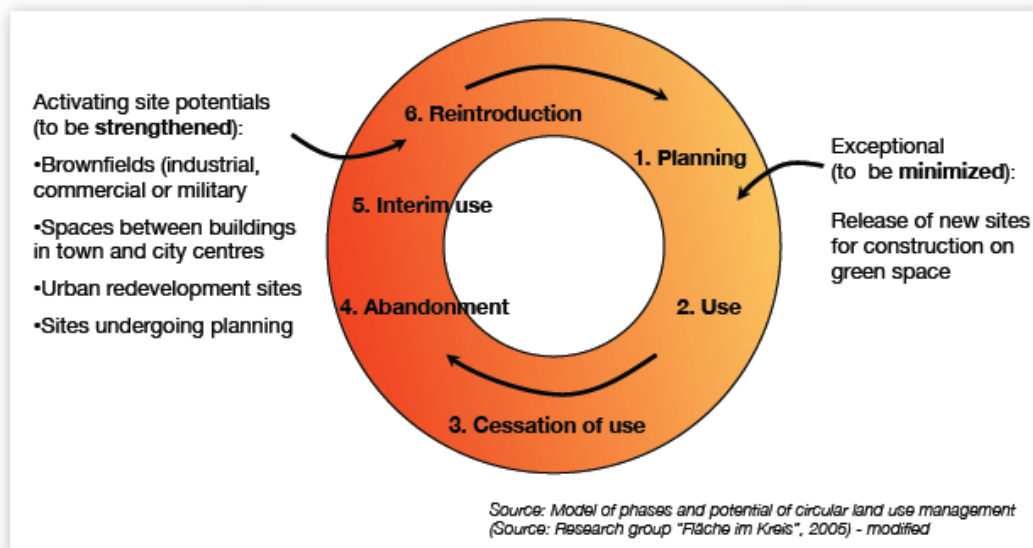 Activating site potentials
(to be strengthened):
•Brownfields (industrial,
commercial or military
•Spaces between buildings
in town and city centres
•Urban redevelopment sites
•Sites undergoing planning
6. Reintroduction
1. Planning
5. Interim use
4. Abandonment
2. Use
3. Cessation of use
Exceptional
(to be minimized):
Release of new sites
for construction on
green space
Source: Model of phases and potential of circular land use management
(Source: Research group "Fläche im Kreis", 2005) - modified